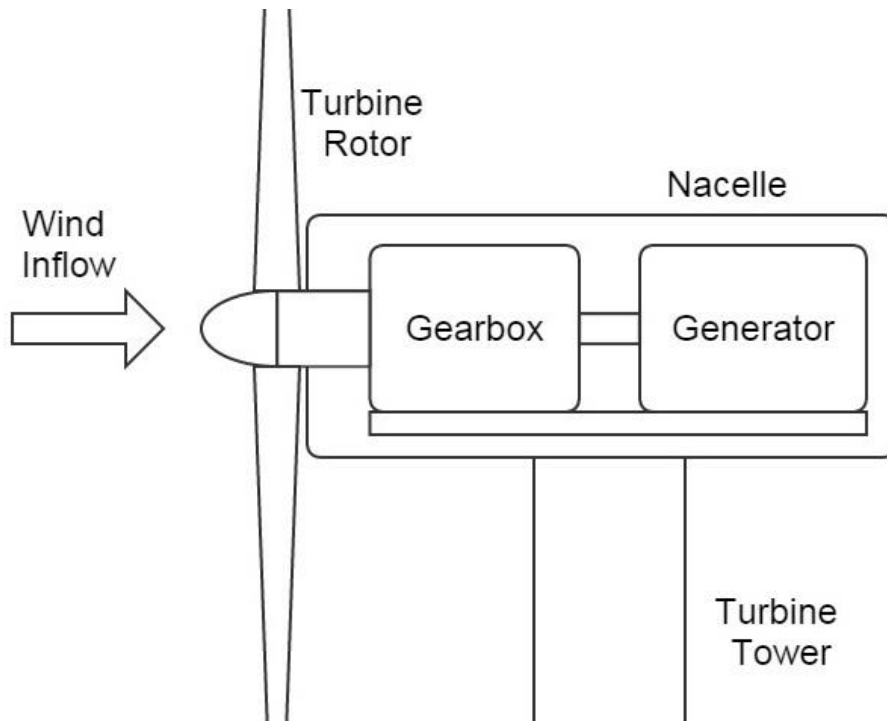 Turbine
Rotor
Nacelle
Wind
Inflow
Gearbox
Generator
Turbine
Tower